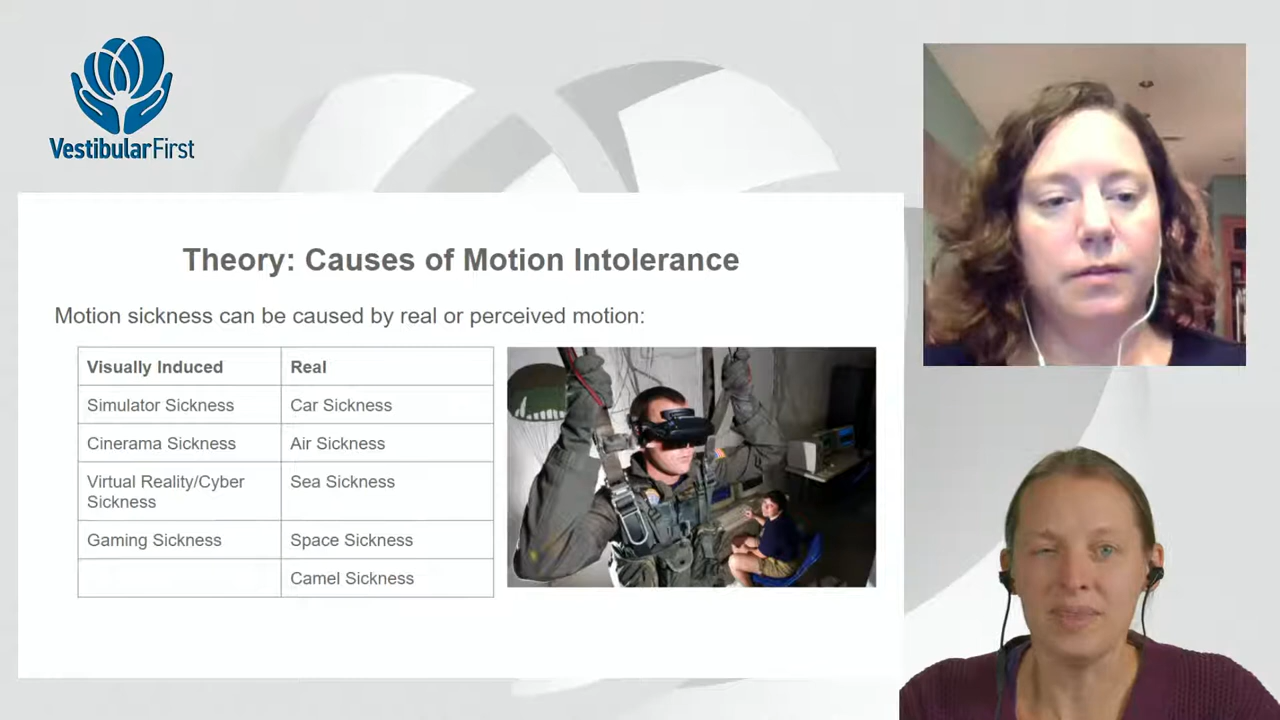 VestibularFirst
Theory: Causes of Motion Intolerance
Motion sickness can be caused by real or perceived motion:
Visually Induced
Real
Simulator Sickness
Car Sickness
Cinerama Sickness
Air Sickness
Virtual Reality/Cyber
Sickness
Sea Sickness
Gaming Sickness
Space Sickness
Camel Sickness